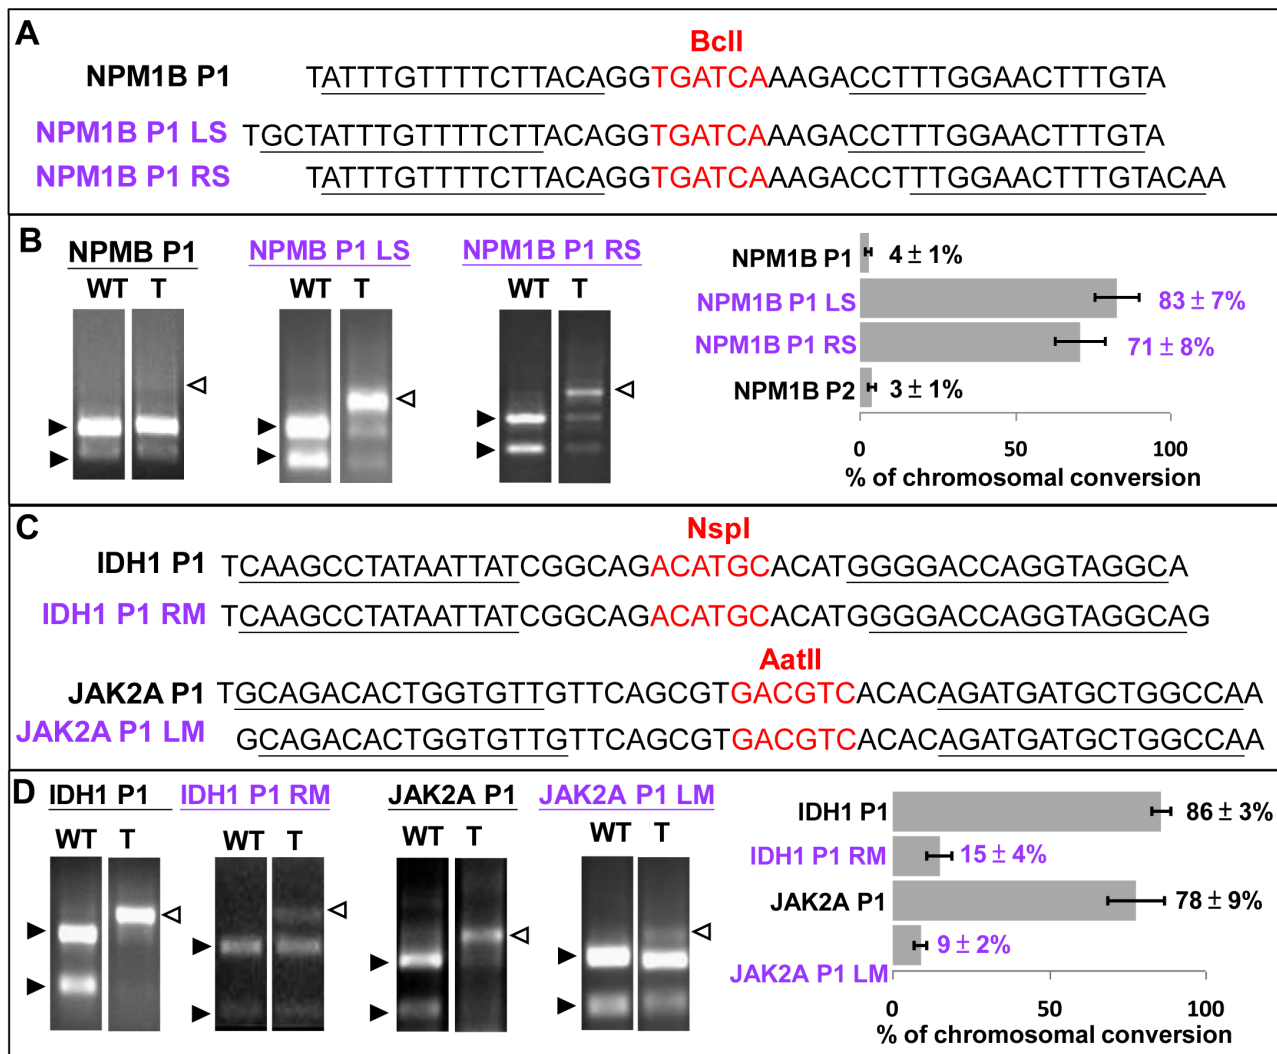 A
BclI
NPM1B P1 TATTTGTTTTCTTACAGGTGATCAAAGACCTTTGGAACTTTGTA
NPM1B P1 LS TGCTATTTGTTTTCTTACAGGTGATCAAAGACCTTTGGAACTTTGTA
NPM1B P1 RS TATTTGTTTTCTTACAGGTGATCAAAGACCTTTGGAACTTTGTACAA
B
NPMB P1 NPMB P1 LS NPM1B P1 RS
WT T WT T WT T
NPM1B P1 4 ± 1%
NPM1B P1 LS 83 ± 7%
NPM1B P1 RS 71 ± 8%
NPM1B P2 3 ± 1%
0 50 100
% of chromosomal conversion
C
NspI
IDH1 P1 TCAAGCCTATAATTATCGGCAGACATGCACATGGGGACCAGGTAGGCA
IDH1 P1 RM TCAAGCCTATAATTATCGGCAGACATGCACATGGGGACCAGGTAGGCAG
AatII
JAK2A P1 TGCAGACACTGGTGTTGTTCAGCGTGACGTCACACAGATGATGCTGGCCAA
JAK2A P1 LM GCAGACACTGGTGTTGTTCAGCGTGACGTCACACAGATGATGCTGGCCAA
D
IDH1 P1 IDH1 P1 RM JAK2A P1 JAK2A P1 LM
WT T WT T WT T WT T
IDH1 P1 86 ± 3%
IDH1 P1 RM 15 ± 4%
JAK2A P1 78 ± 9%
JAK2A P1 LM 9 ± 2%
0 50 100
% of chromosomal conversion